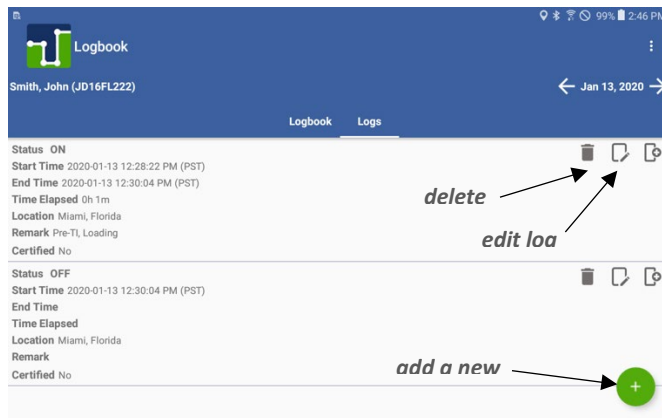 99% 2:46 PM
Logbook
Smith, John (JD16FL222)
Jan 13, 2020
Logbook Logs
Status ON
Start Time 2020-01-13 12:28:22 PM (PST)
End Time 2020-01-13 12:30:04 PM (PST)
Time Elapsed 0h 1m
Location Miami, Florida
Remark Pre-TI, Loading
Certified No
delete
edit log
Status OFF
Start Time 2020-01-13 12:30:04 PM (PST)
End Time
Time Elapsed
Location Miami, Florida
Remark
Certified No
add a new